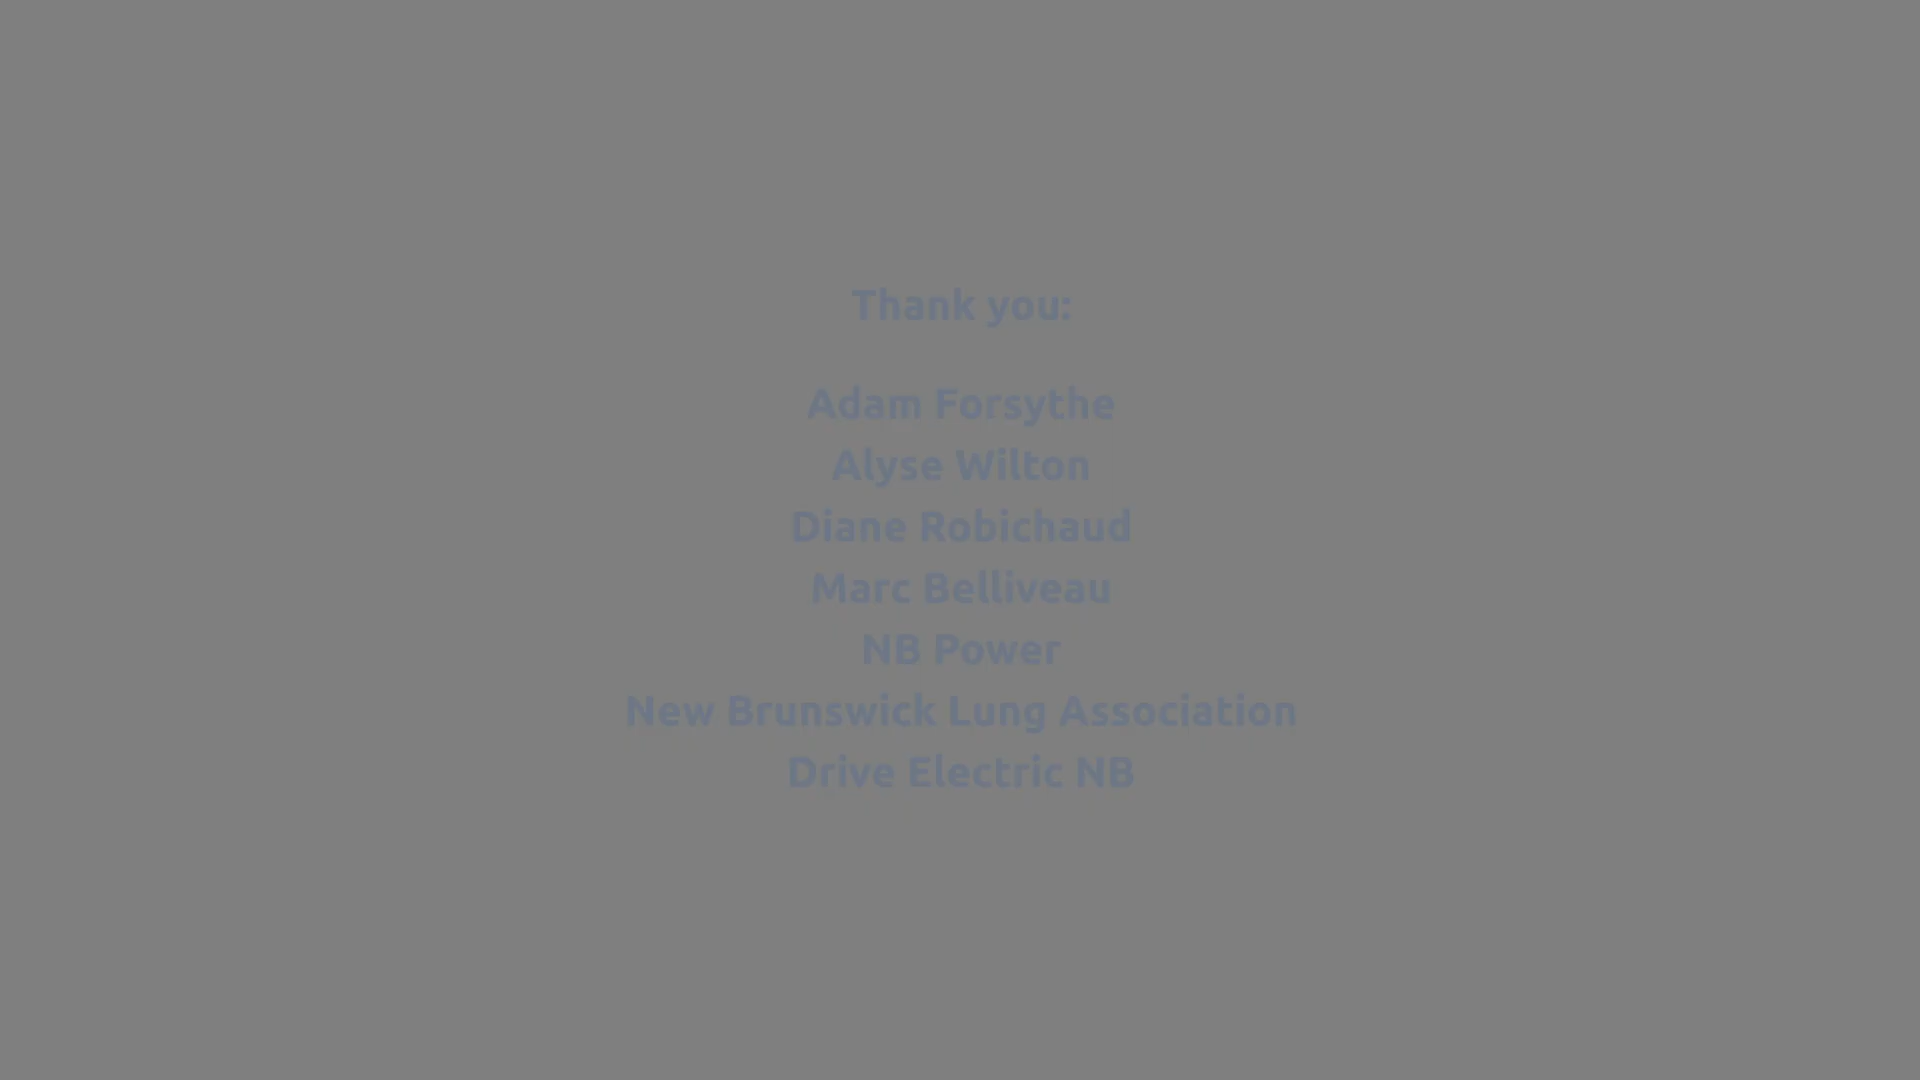 Thank you:
Adam Forsythe
Alyse Wilton
Diane Robichaud
Marc Belliveau
NB Power
New Brunswick Lung Association
Drive Electric NB